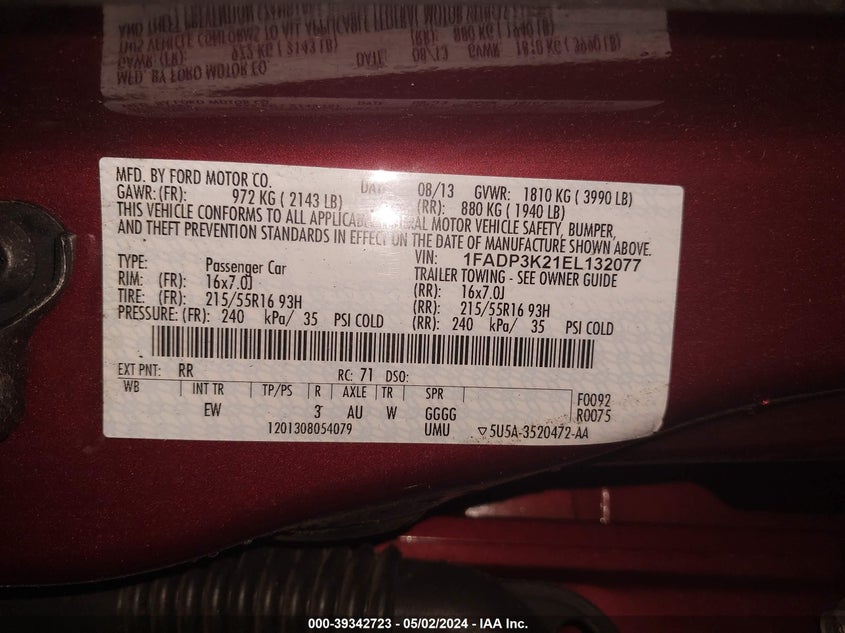 MFD. BY FORD MOTOR CO. DATE: 08/13 GVWR: 1810 KG ( 3990 LB)
GAWR: (FR): 972 KG ( 2143 LB) (RR): 880 KG ( 1940 LB)
THIS VEHICLE CONFORMS TO ALL APPLICABLE FEDERAL MOTOR VEHICLE SAFETY, BUMPER,
AND THEFT PREVENTION STANDARDS IN EFFECT ON THE DATE OF MANUFACTURE SHOWN ABOVE.
VIN: 1FADP3K21EL132077
TYPE: Passenger Car TRAILER TOWING - SEE OWNER GUIDE
RIM: (FR): 16x7.0J (RR): 16x7.0J
TIRE: (FR): 215/55R16 93H (RR): 215/55R16 93H
PRESSURE: (FR): 240 kPa/ 35 PSI COLD (RR): 240 kPa/ 35 PSI COLD
EXT PNT: RR RC: 71 DSO:
WB INT TR TP/PS R AXLE TR SPR F0092
EW 3 AU W GGGG R0075
1201308054079 UMU ▽5U5A-3520472-AA
000-39342723 — 05/02/2024 — IAA Inc.